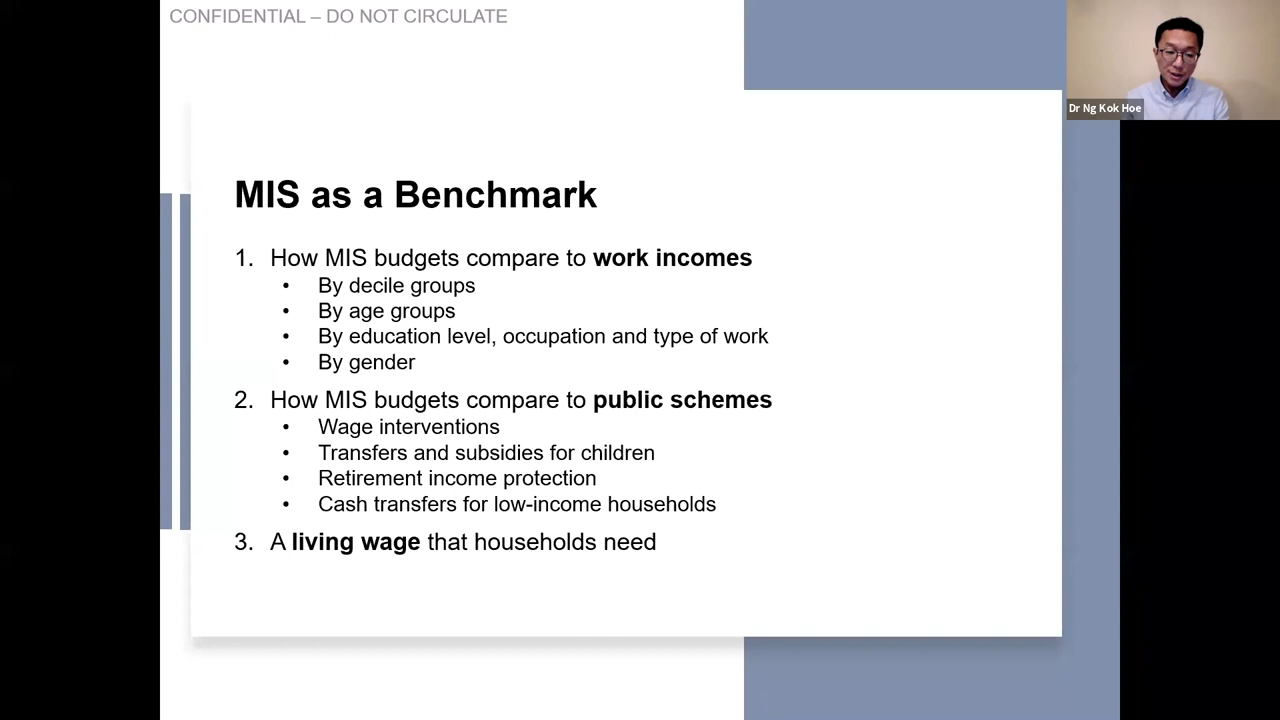 CONFIDENTIAL – DO NOT CIRCULATE
Dr Ng Kok Hoe
MIS as a Benchmark
1. How MIS budgets compare to work incomes
• By decile groups
• By age groups
• By education level, occupation and type of work
• By gender
2. How MIS budgets compare to public schemes
• Wage interventions
• Transfers and subsidies for children
• Retirement income protection
• Cash transfers for low-income households
3. A living wage that households need